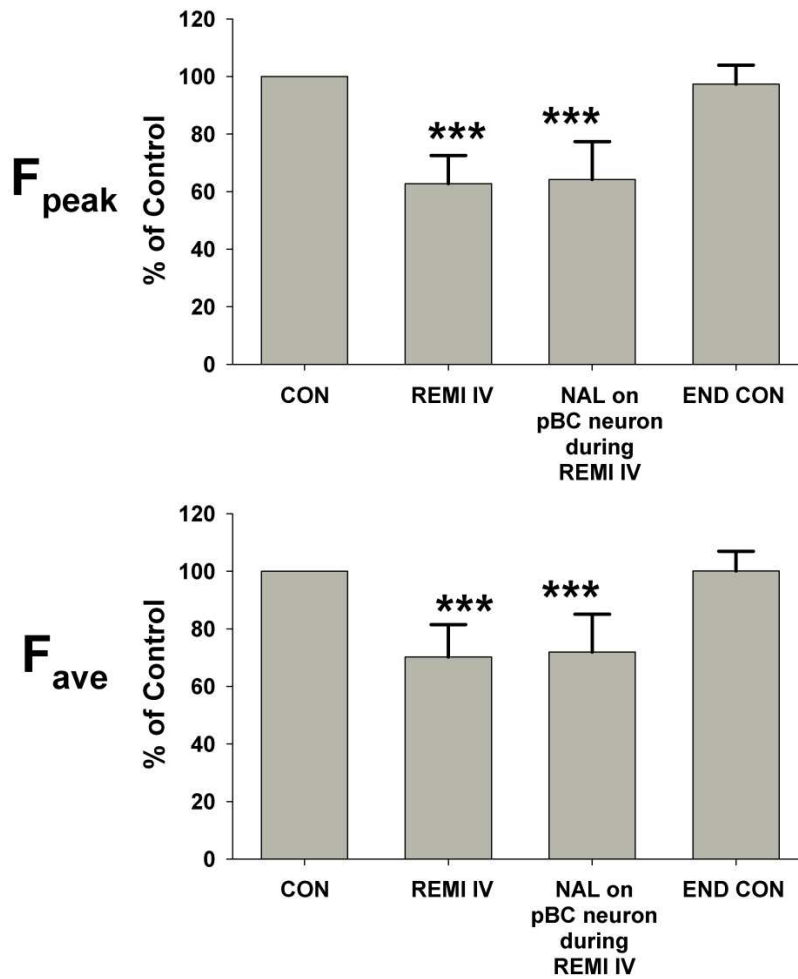 F peak
% of Control
120
100
80
60
40
20
0
***
***
CON
REMI IV
NAL on
pBC neuron
during
REMI IV
END CON
F ave
% of Control
120
100
80
60
40
20
0
***
***
CON
REMI IV
NAL on
pBC neuron
during
REMI IV
END CON